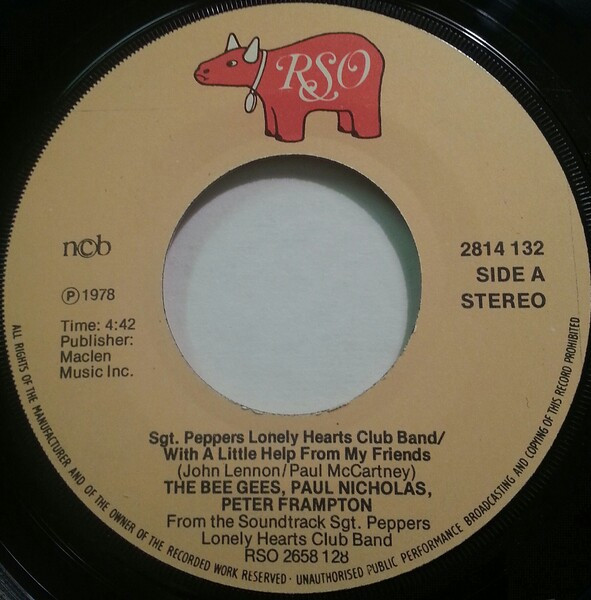 RSO
ncb
2814 132
SIDE A
STEREO
Ⓟ 1978
Time: 4:42
Publisher:
Maclen
Music Inc.
Sgt. Peppers Lonely Hearts Club Band/
With A Little Help From My Friends
(John Lennon/Paul McCartney)
THE BEE GEES, PAUL NICHOLAS,
PETER FRAMPTON
From the Soundtrack Sgt. Peppers
Lonely Hearts Club Band
RSO 2658 128
ALL RIGHTS OF THE MANUFACTURER AND OF THE OWNER OF THE RECORDED WORK RESERVED · UNAUTHORISED PUBLIC PERFORMANCE BROADCASTING AND COPYING OF THIS RECORD PROHIBITED